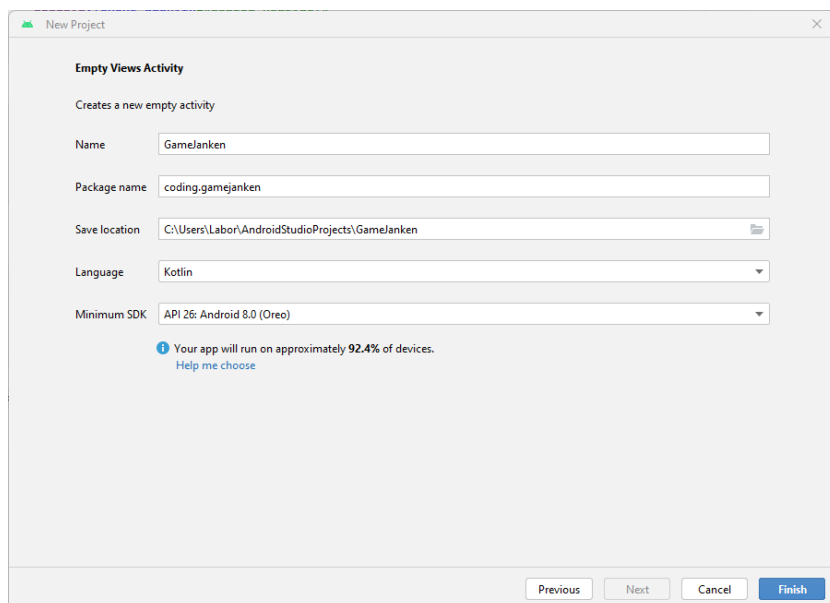 New Project
Empty Views Activity
Creates a new empty activity
Name GameJanken
Package name coding.gamejanken
Save location C:\Users\Labor\AndroidStudioProjects\GameJanken
Language Kotlin
Minimum SDK API 26: Android 8.0 (Oreo)
Your app will run on approximately 92.4% of devices.
Help me choose
Previous Next Cancel Finish